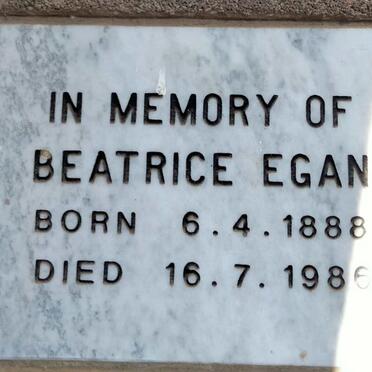 IN MEMORY OF
BEATRICE EGAN
BORN 6.4.1888
DIED 16.7.1986